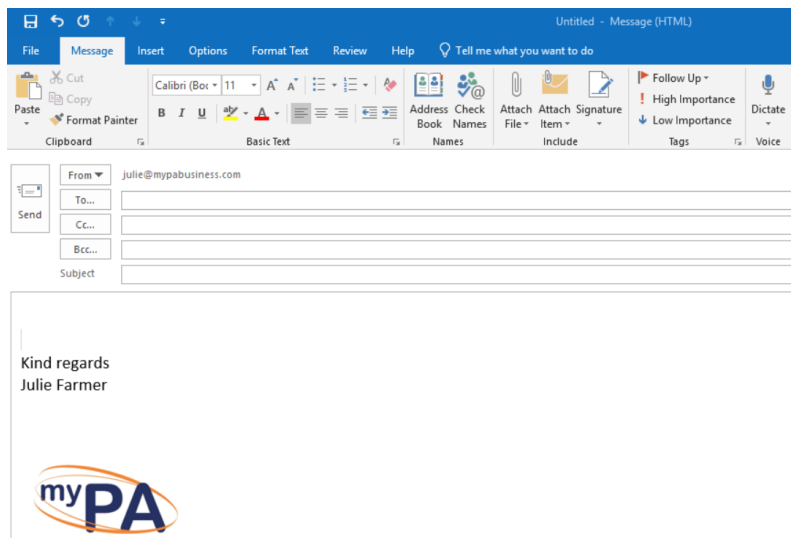 Untitled - Message (HTML)
File Message Insert Options Format Text Review Help Tell me what you want to do
Paste
Cut
Copy
Format Painter
Clipboard
Calibri (Boc 11 A A
B I U ab A
Basic Text
Address Book
Check Names
Names
Attach File
Attach Item
Signature
Include
Follow Up
! High Importance
Low Importance
Tags
Dictate
Voice
Send
From julie@mypabusiness.com
To...
Cc...
Bcc...
Subject
Kind regards
Julie Farmer
myPA